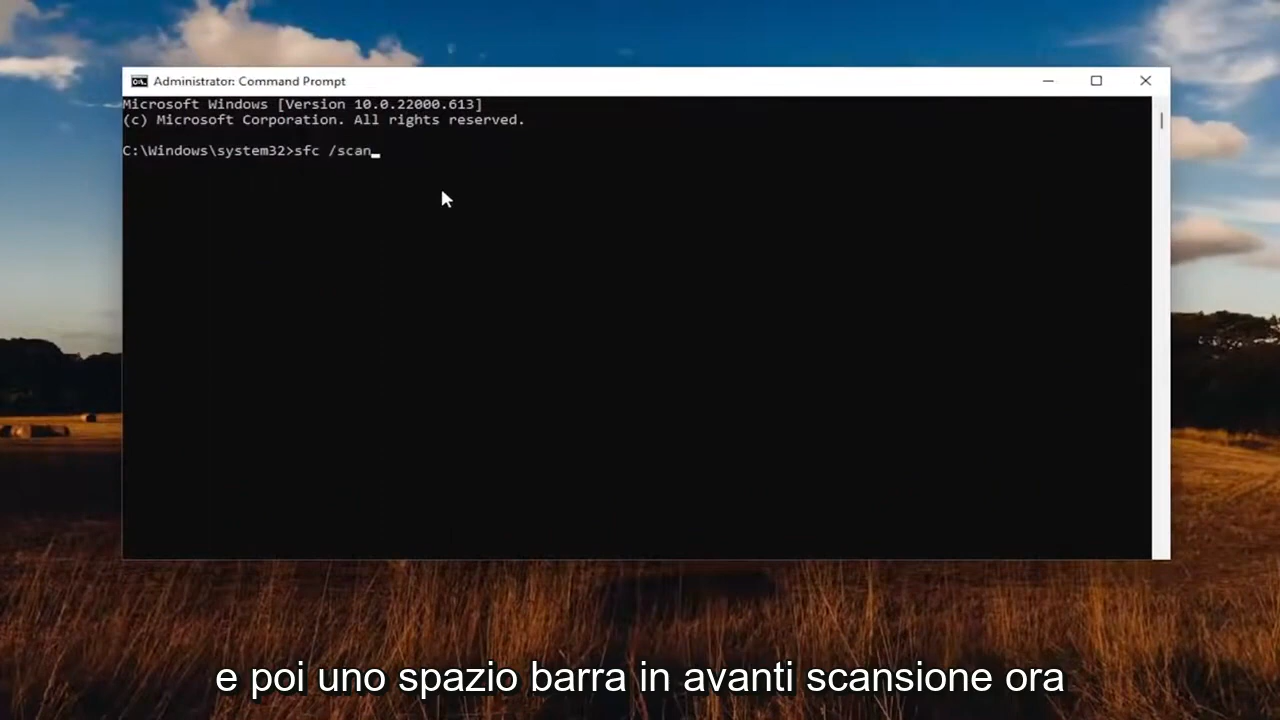 Administrator: Command Prompt
Microsoft Windows [Version 10.0.22000.613]
(c) Microsoft Corporation. All rights reserved.
C:\Windows\system32>sfc /scan
e poi uno spazio barra in avanti scansione ora